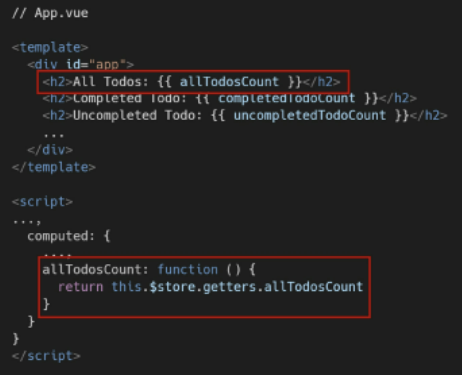 // App.vue
<template>
<div id="app">
<h2>All Todos: {{ allTodosCount }}</h2>
<h2>Completed Todo: {{ completedTodoCount }}</h2>
<h2>Uncompleted Todo: {{ uncompletedTodoCount }}</h2>
...
</div>
</template>
<script>
...,
computed: {
....
allTodosCount: function () {
return this.$store.getters.allTodosCount
}
}
}
</script>